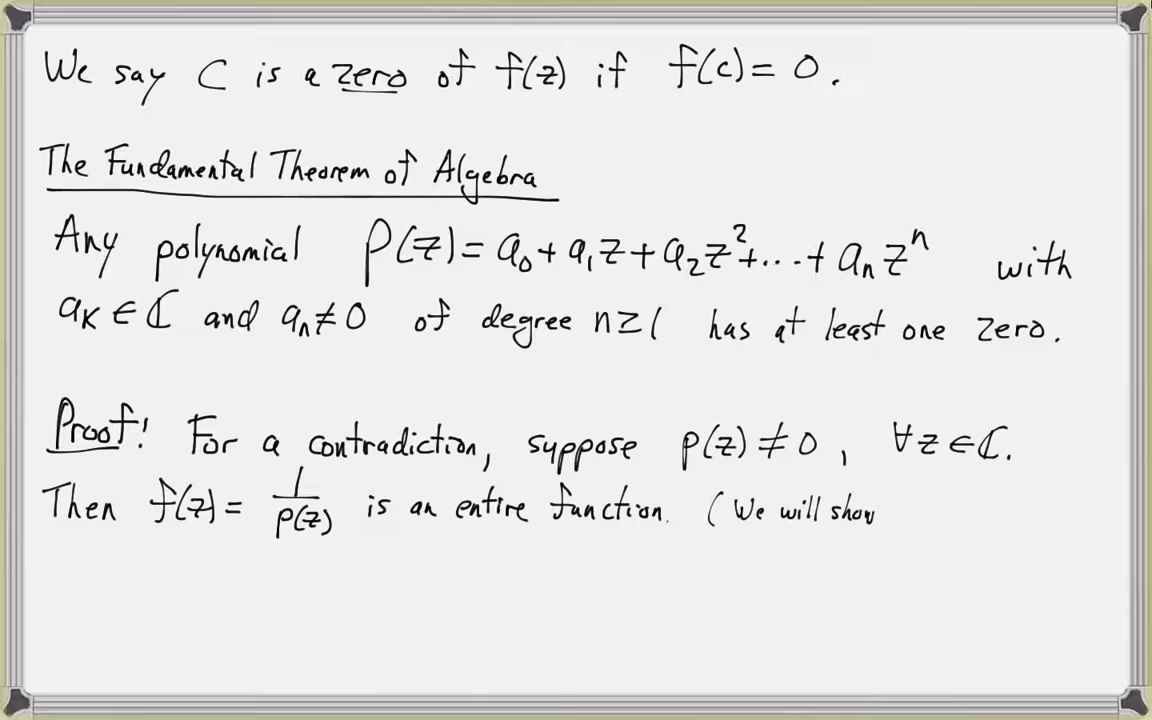 We say C is a zero of f(z) if f(c) = 0.
The Fundamental Theorem of Algebra
Any polynomial P(z) = a₀ + a₁z + a₂z² + ... + aₙzⁿ with
aₖ ∈ ℂ and aₙ ≠ 0 of degree n ≥ 1 has at least one zero.
Proof: For a contradiction, suppose p(z) ≠ 0, ∀ z ∈ ℂ.
Then f(z) = 1/p(z) is an entire function. (We will show